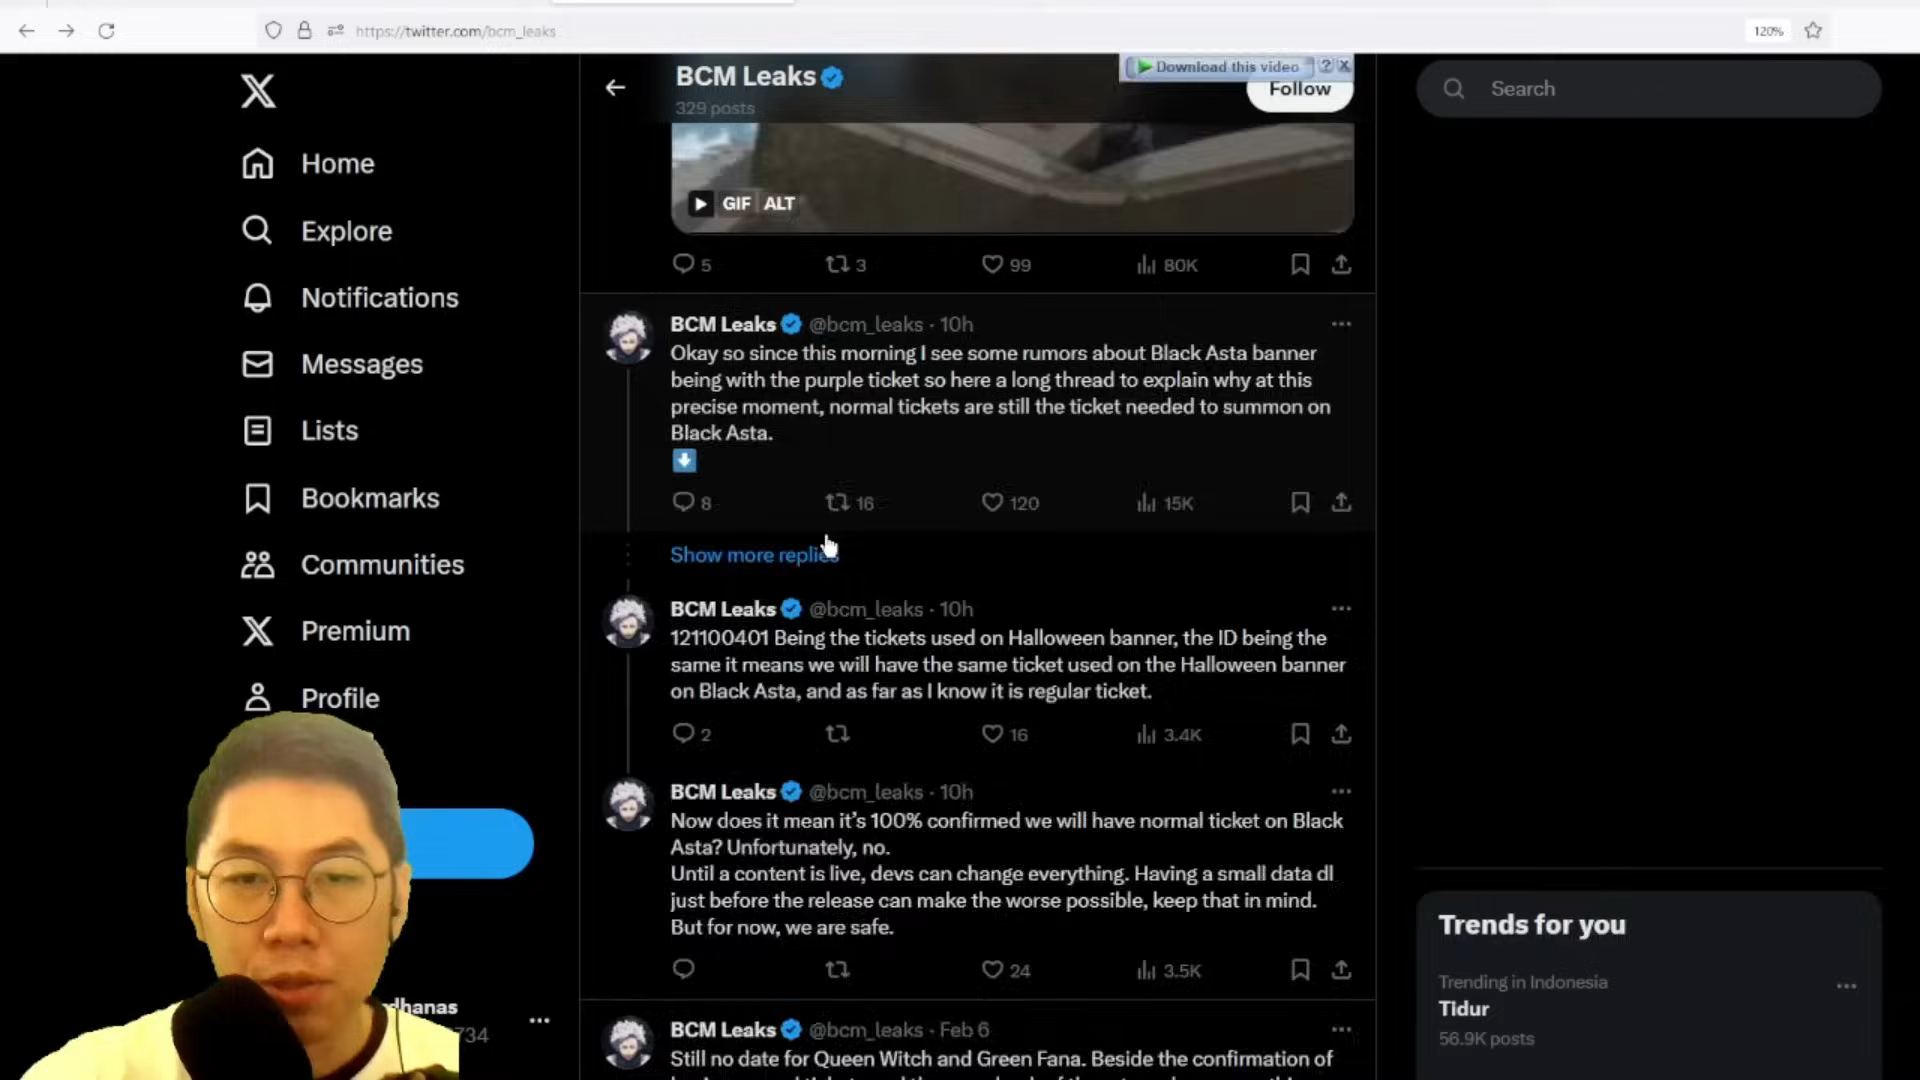 https://twitter.com/bcm_leaks
120%
BCM Leaks
329 posts
Download this video
Follow
Search
Home
Explore
Notifications
Messages
Lists
Bookmarks
Communities
Premium
Profile
GIF ALT
5 3 99 80K
BCM Leaks @bcm_leaks · 10h
Okay so since this morning I see some rumors about Black Asta banner
being with the purple ticket so here a long thread to explain why at this
precise moment, normal tickets are still the ticket needed to summon on
Black Asta.
8 16 120 15K
Show more replies
BCM Leaks @bcm_leaks · 10h
121100401 Being the tickets used on Halloween banner, the ID being the
same it means we will have the same ticket used on the Halloween banner
on Black Asta, and as far as I know it is regular ticket.
2 16 3.4K
BCM Leaks @bcm_leaks · 10h
Now does it mean it's 100% confirmed we will have normal ticket on Black
Asta? Unfortunately, no.
Until a content is live, devs can change everything. Having a small data dl
just before the release can make the worse possible, keep that in mind.
But for now, we are safe.
24 3.5K
BCM Leaks @bcm_leaks · Feb 6
Still no date for Queen Witch and Green Fana. Beside the confirmation of
dhanas
734
Trends for you
Trending in Indonesia
Tidur
56.9K posts